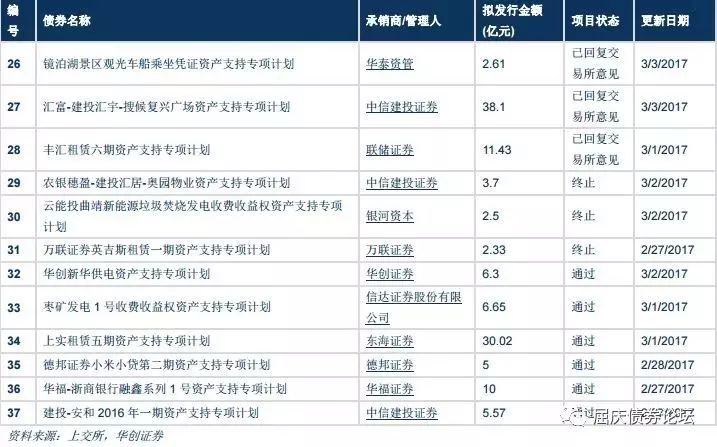 编号 债券名称 承销商/管理人 拟发行金额(亿元) 项目状态 更新日期
26 镜泊湖景区观光车船乘坐凭证资产支持专项计划 华泰资管 2.61 已回复交易所意见 3/3/2017
27 汇富-建投汇宇-搜候复兴广场资产支持专项计划 中信建投证券 38.1 已回复交易所意见 3/3/2017
28 丰汇租赁六期资产支持专项计划 联储证券 11.43 已回复交易所意见 3/1/2017
29 农银穗盈-建投汇居-奥园物业资产支持专项计划 中信建投证券 3.7 终止 3/2/2017
30 云能投曲靖新能源垃圾焚烧发电收费收益权资产支持专项计划 银河资本 2.5 终止 3/2/2017
31 万联证券英吉斯租赁一期资产支持专项计划 万联证券 2.33 终止 2/27/2017
32 华创新华供电资产支持专项计划 华创证券 6.3 通过 3/2/2017
33 枣矿发电1号收费收益权资产支持专项计划 信达证券股份有限公司 6.65 通过 3/1/2017
34 上实租赁五期资产支持专项计划 东海证券 30.02 通过 3/1/2017
35 德邦证券小米小贷第二期资产支持专项计划 德邦证券 5 通过 2/28/2017
36 华福-浙商银行融鑫系列1号资产支持专项计划 华福证券 10 通过 2/27/2017
37 建投-安和2016年一期资产支持专项计划 中信建投证券 5.57 通过
资料来源:上交所,华创证券
屈庆债券论坛